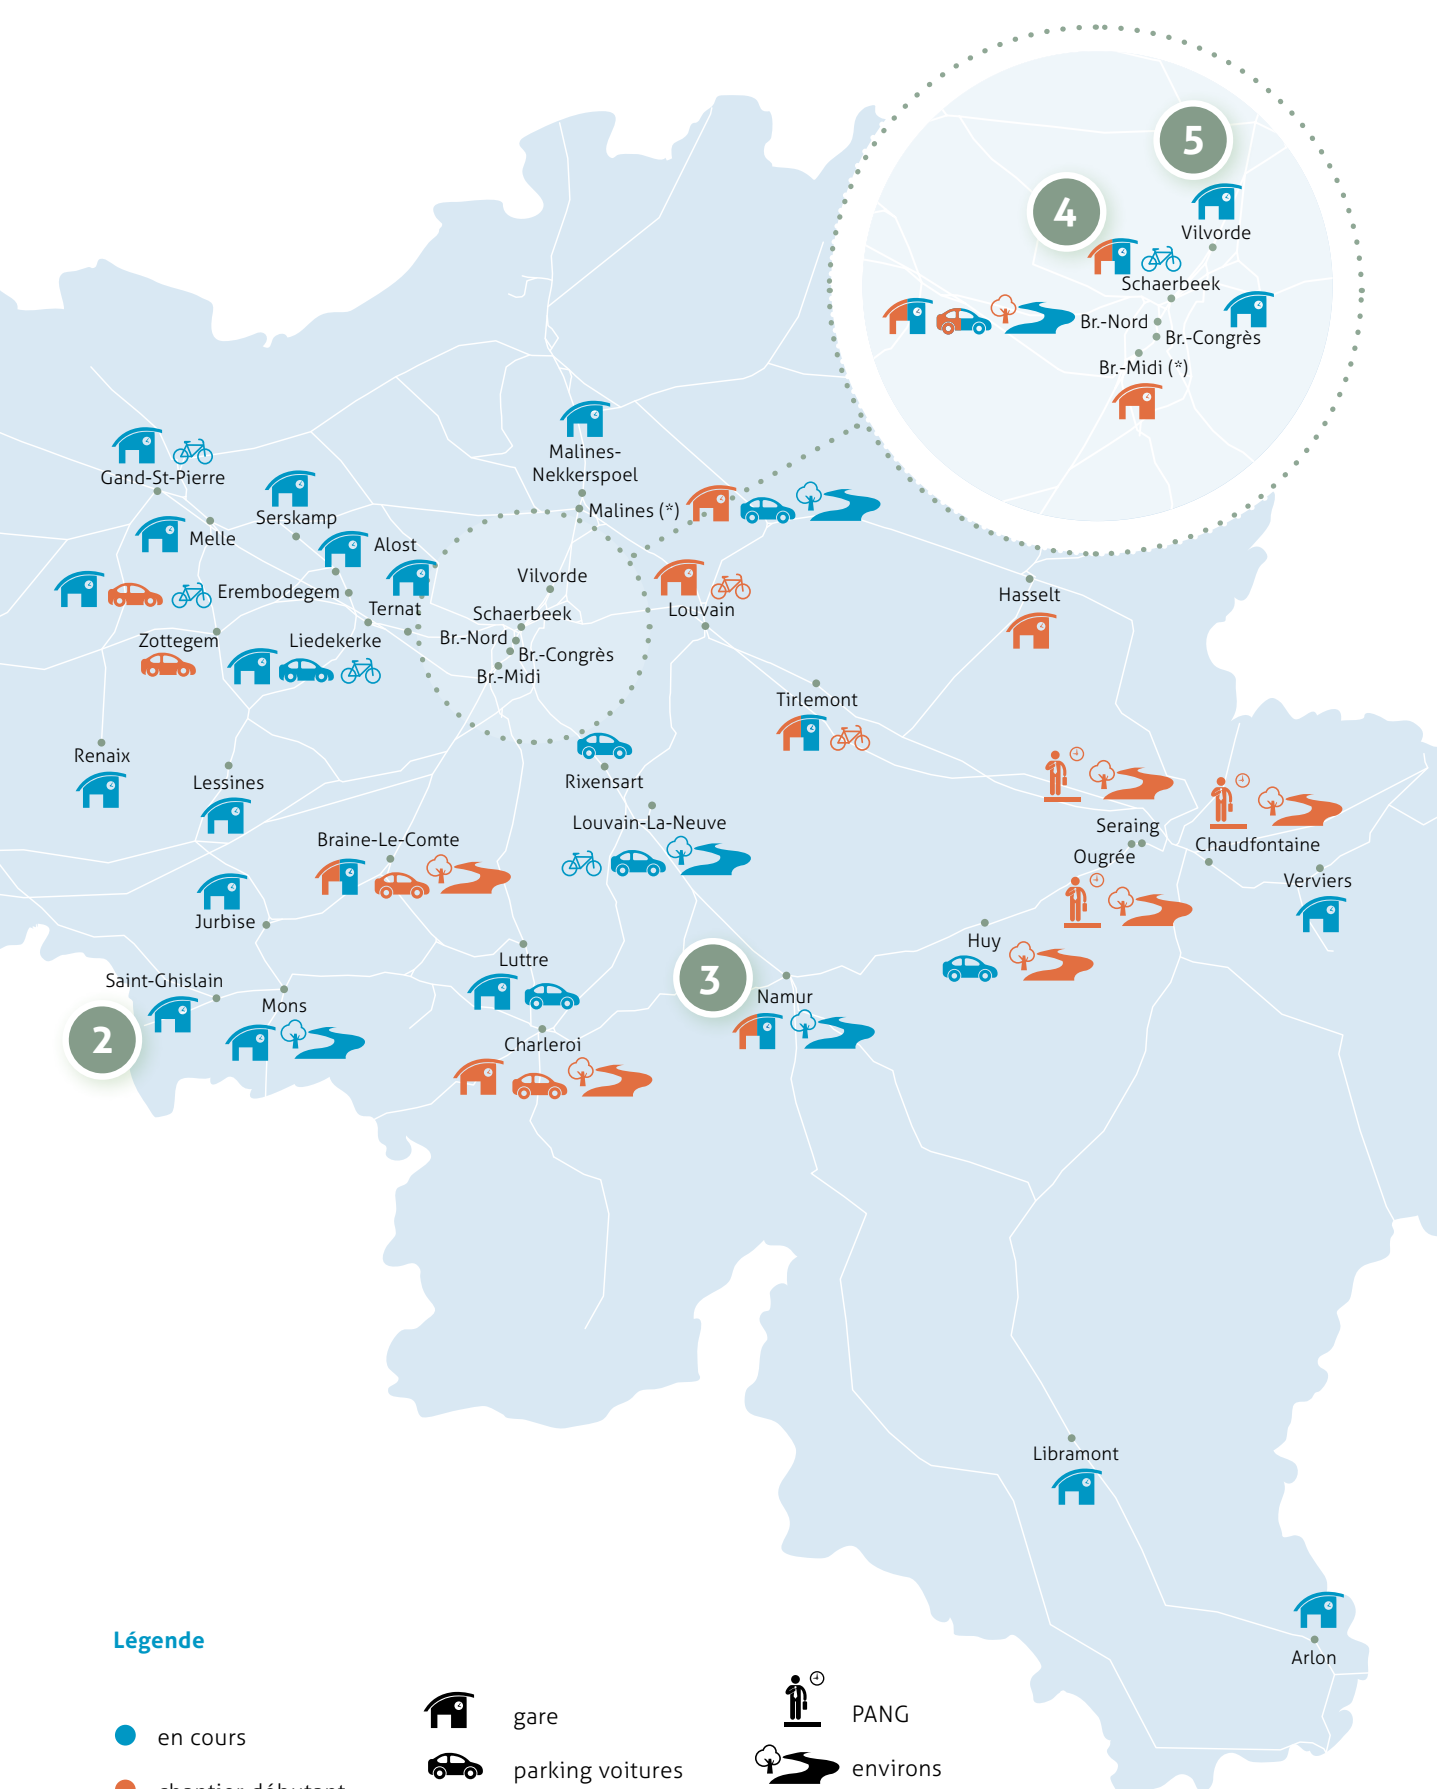 5
4
Vilvorde
Schaerbeek
Br.-Nord
Br.-Congrès
Br.-Midi (*)
Malines-
Nekkerspoel
Gand-St-Pierre
Serskamp
Malines (*)
Melle
Alost
Vilvorde
Erembodegem
Hasselt
Ternat
Schaerbeek
Louvain
Zottegem
Liedekerke
Br.-Nord
Br.-Congrès
Br.-Midi
Tirlemont
Renaix
Lessines
Rixensart
Louvain-La-Neuve
Braine-Le-Comte
Seraing
Chaudfontaine
Ougrée
Verviers
Jurbise
Huy
Luttre
Saint-Ghislain
3
Namur
Mons
2
Charleroi
Libramont
Arlon
Légende
en cours
chantier débutant
gare
parking voitures
PANG
environs